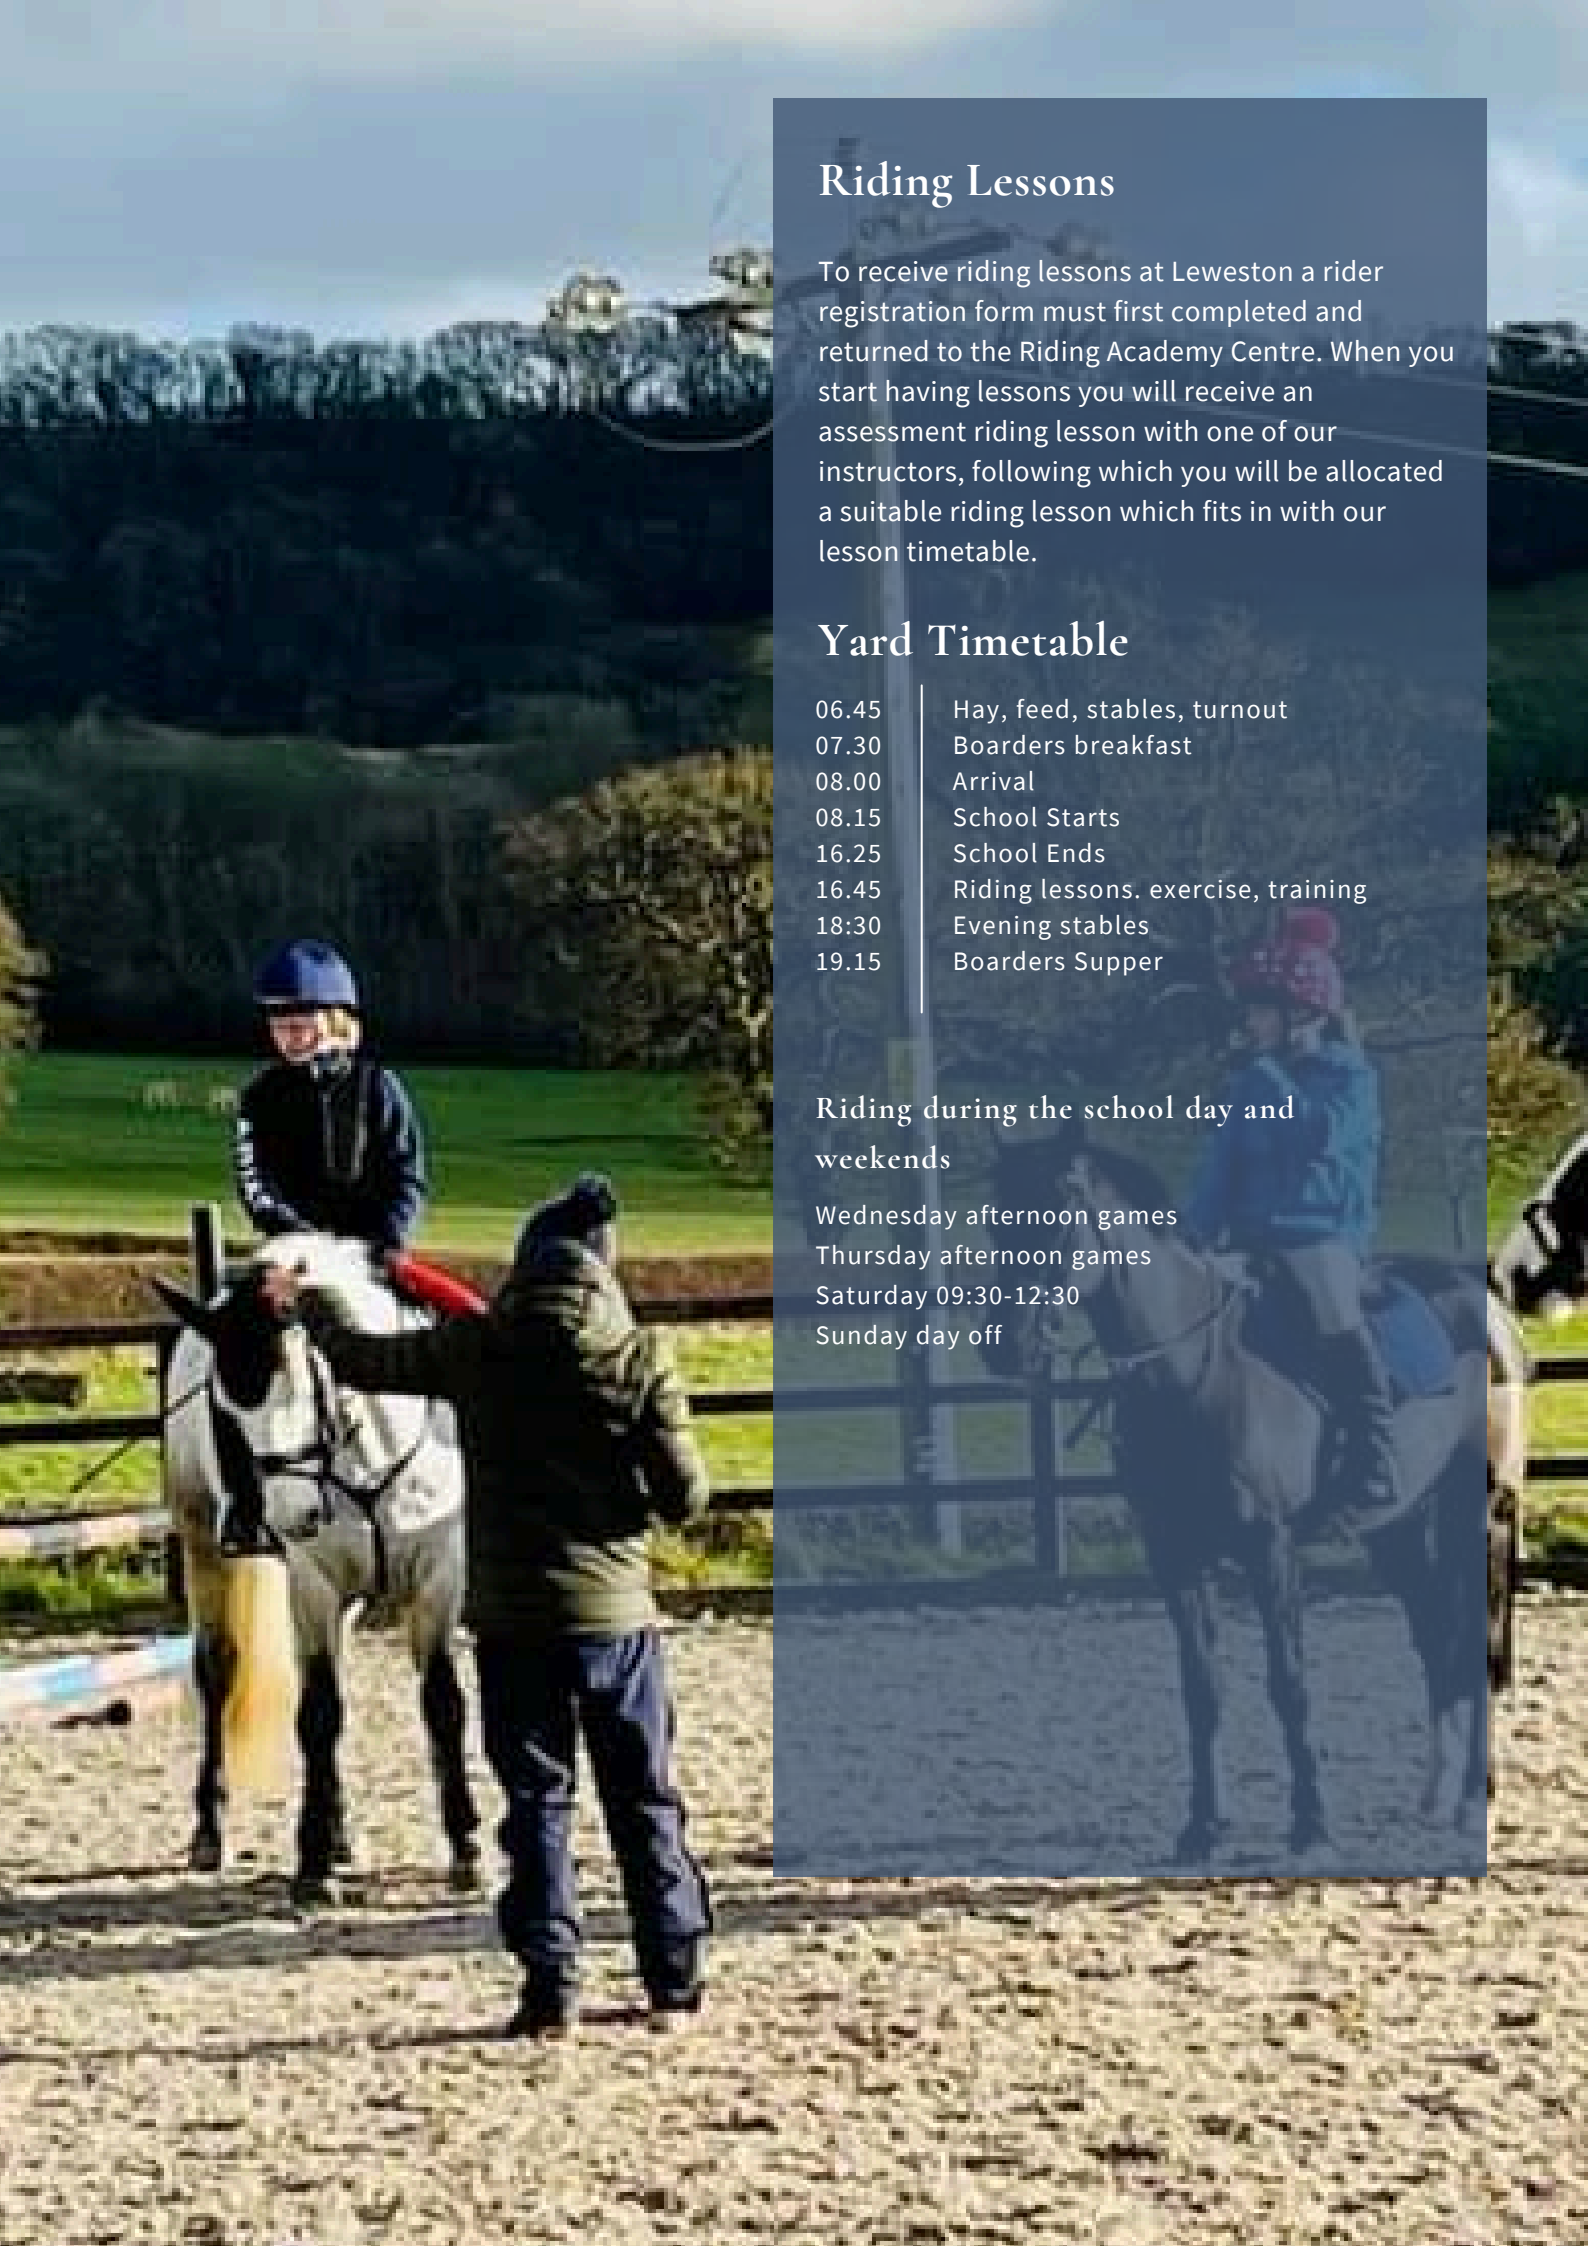 Riding Lessons
To receive riding lessons at Leweston a rider
registration form must first completed and
returned to the Riding Academy Centre. When you
start having lessons you will receive an
assessment riding lesson with one of our
instructors, following which you will be allocated
a suitable riding lesson which fits in with our
lesson timetable.
Yard Timetable
06.45 Hay, feed, stables, turnout
07.30 Boarders breakfast
08.00 Arrival
08.15 School Starts
16.25 School Ends
16.45 Riding lessons. exercise, training
18:30 Evening stables
19.15 Boarders Supper
Riding during the school day and
weekends
Wednesday afternoon games
Thursday afternoon games
Saturday 09:30-12:30
Sunday day off